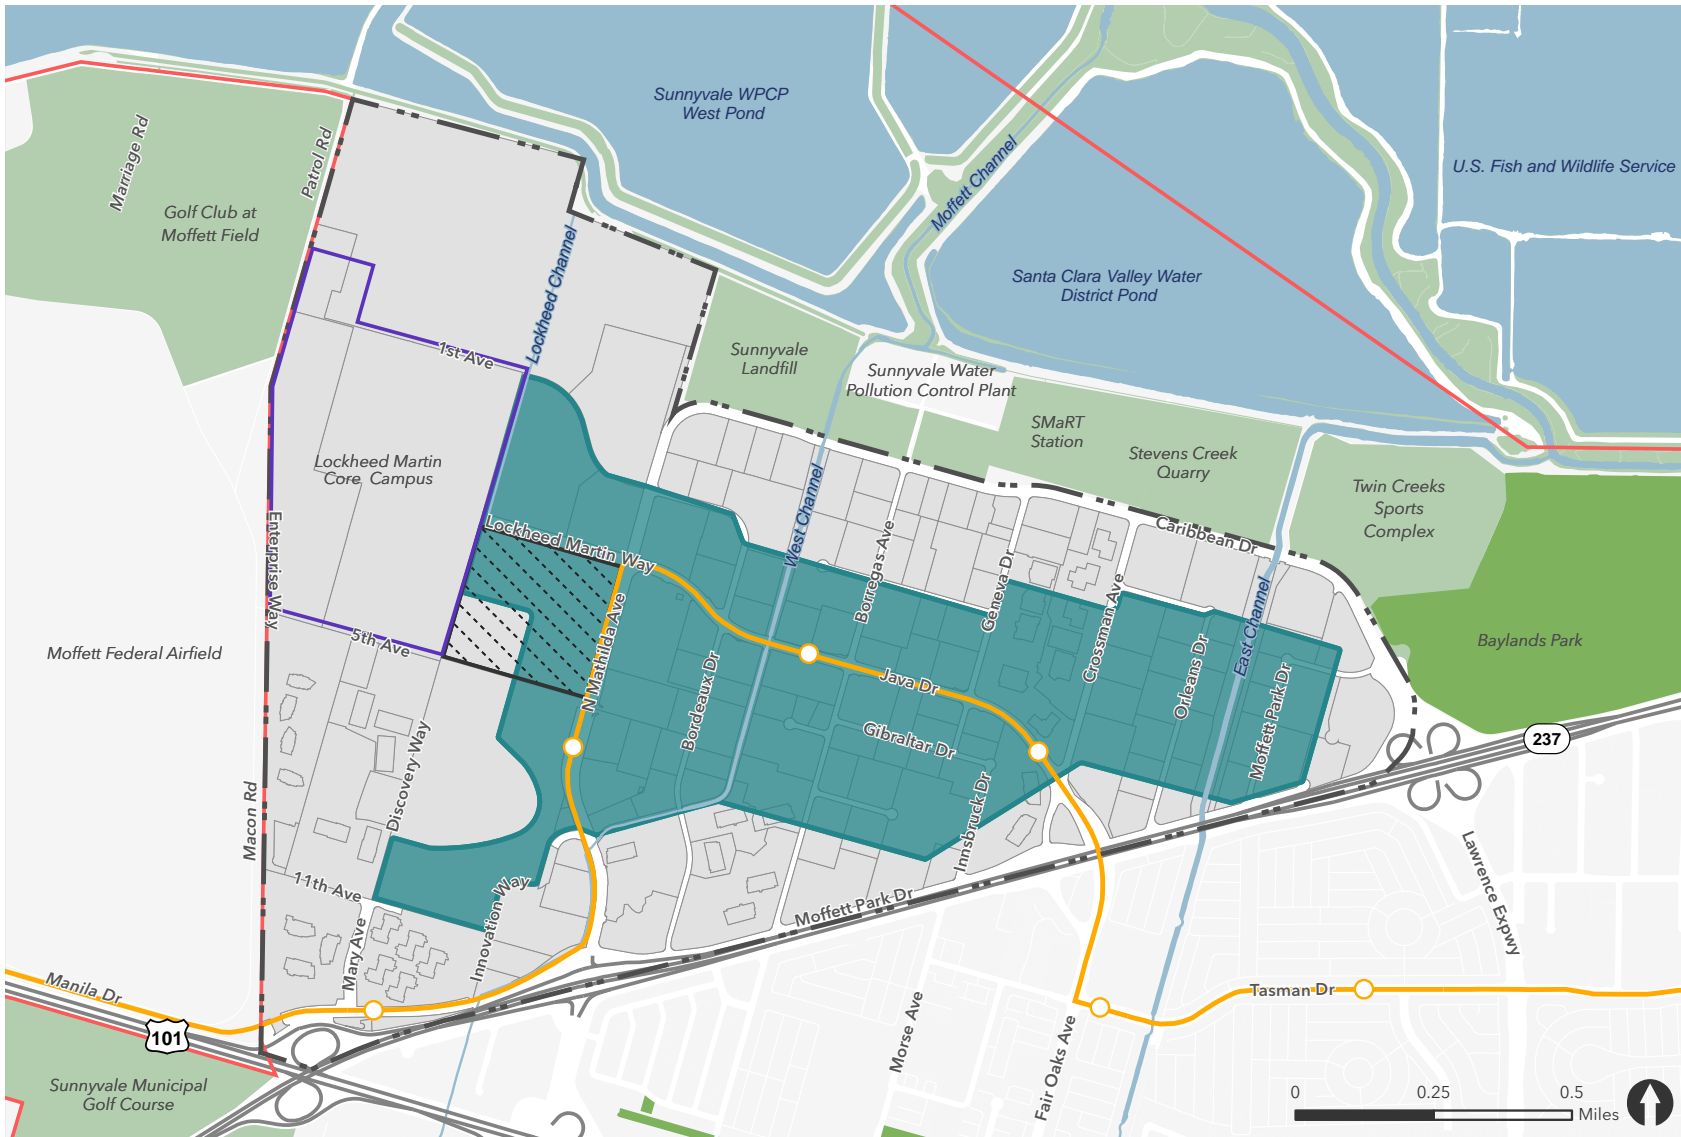 Sunnyvale WPCP
West Pond
Marriage Rd
Patrol Rd
Moffett Channel
U.S. Fish and Wildlife Service
Golf Club at
Moffett Field
Lockheed Channel
Santa Clara Valley Water
District Pond
1st Ave
Sunnyvale
Landfill
Sunnyvale Water
Pollution Control Plant
SMaRT
Station
Stevens Creek
Quarry
Twin Creeks
Sports
Complex
Lockheed Martin
Core Campus
Enterprise Way
Lockheed Martin Way
West Channel
Borregas Ave
Geneva Dr
Caribbean Dr
Crossman Ave
East Channel
5th Ave
N Mathilda Ave
Moffett Federal Airfield
Baylands Park
Bordeaux Dr
Java Dr
Orleans Dr
Moffett Park Dr
Gibraltar Dr
237
Discovery Way
Macon Rd
Innsbruck Dr
11th Ave
Innovation Way
Moffett Park Dr
Lawrence Expwy
Mary Ave
Manila Dr
Tasman Dr
101
Morse Ave
Fair Oaks Ave
Sunnyvale Municipal
Golf Course
0 0.25 0.5
Miles